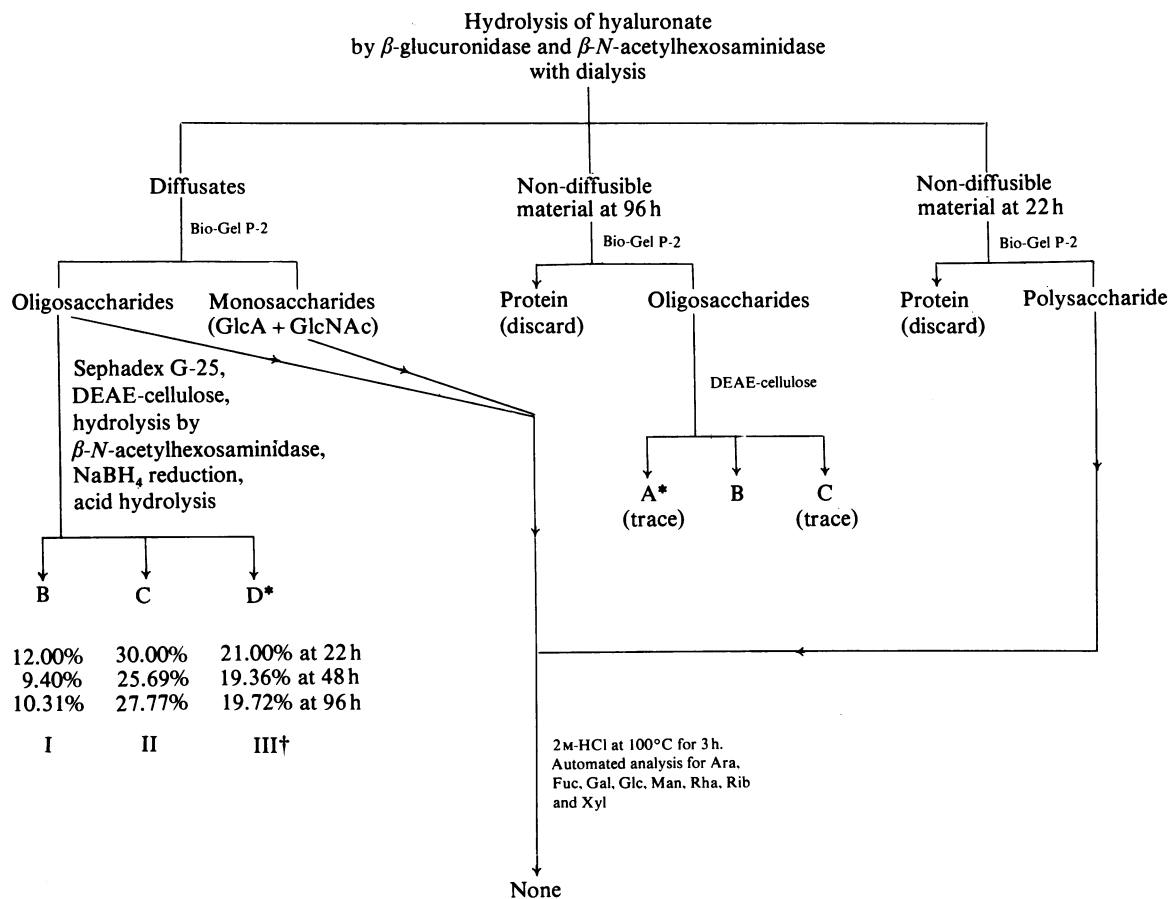 Hydrolysis of hyaluronate
by β-glucuronidase and β-N-acetylhexosaminidase
with dialysis
Diffusates
Non-diffusible
material at 96 h
Non-diffusible
material at 22 h
Bio-Gel P-2
Bio-Gel P-2
Bio-Gel P-2
Oligosaccharides
Monosaccharides
(GlcA + GlcNAc)
Protein
(discard)
Oligosaccharides
Protein
(discard)
Polysaccharide
Sephadex G-25,
DEAE-cellulose,
hydrolysis by
β-N-acetylhexosaminidase,
NaBH₄ reduction,
acid hydrolysis
DEAE-cellulose
A*
(trace)
B
C
(trace)
B C D*
12.00% 30.00% 21.00% at 22 h
9.40% 25.69% 19.36% at 48 h
10.31% 27.77% 19.72% at 96 h
I II III†
2M-HCl at 100°C for 3 h.
Automated analysis for Ara,
Fuc, Gal, Glc, Man, Rha, Rib
and Xyl
None